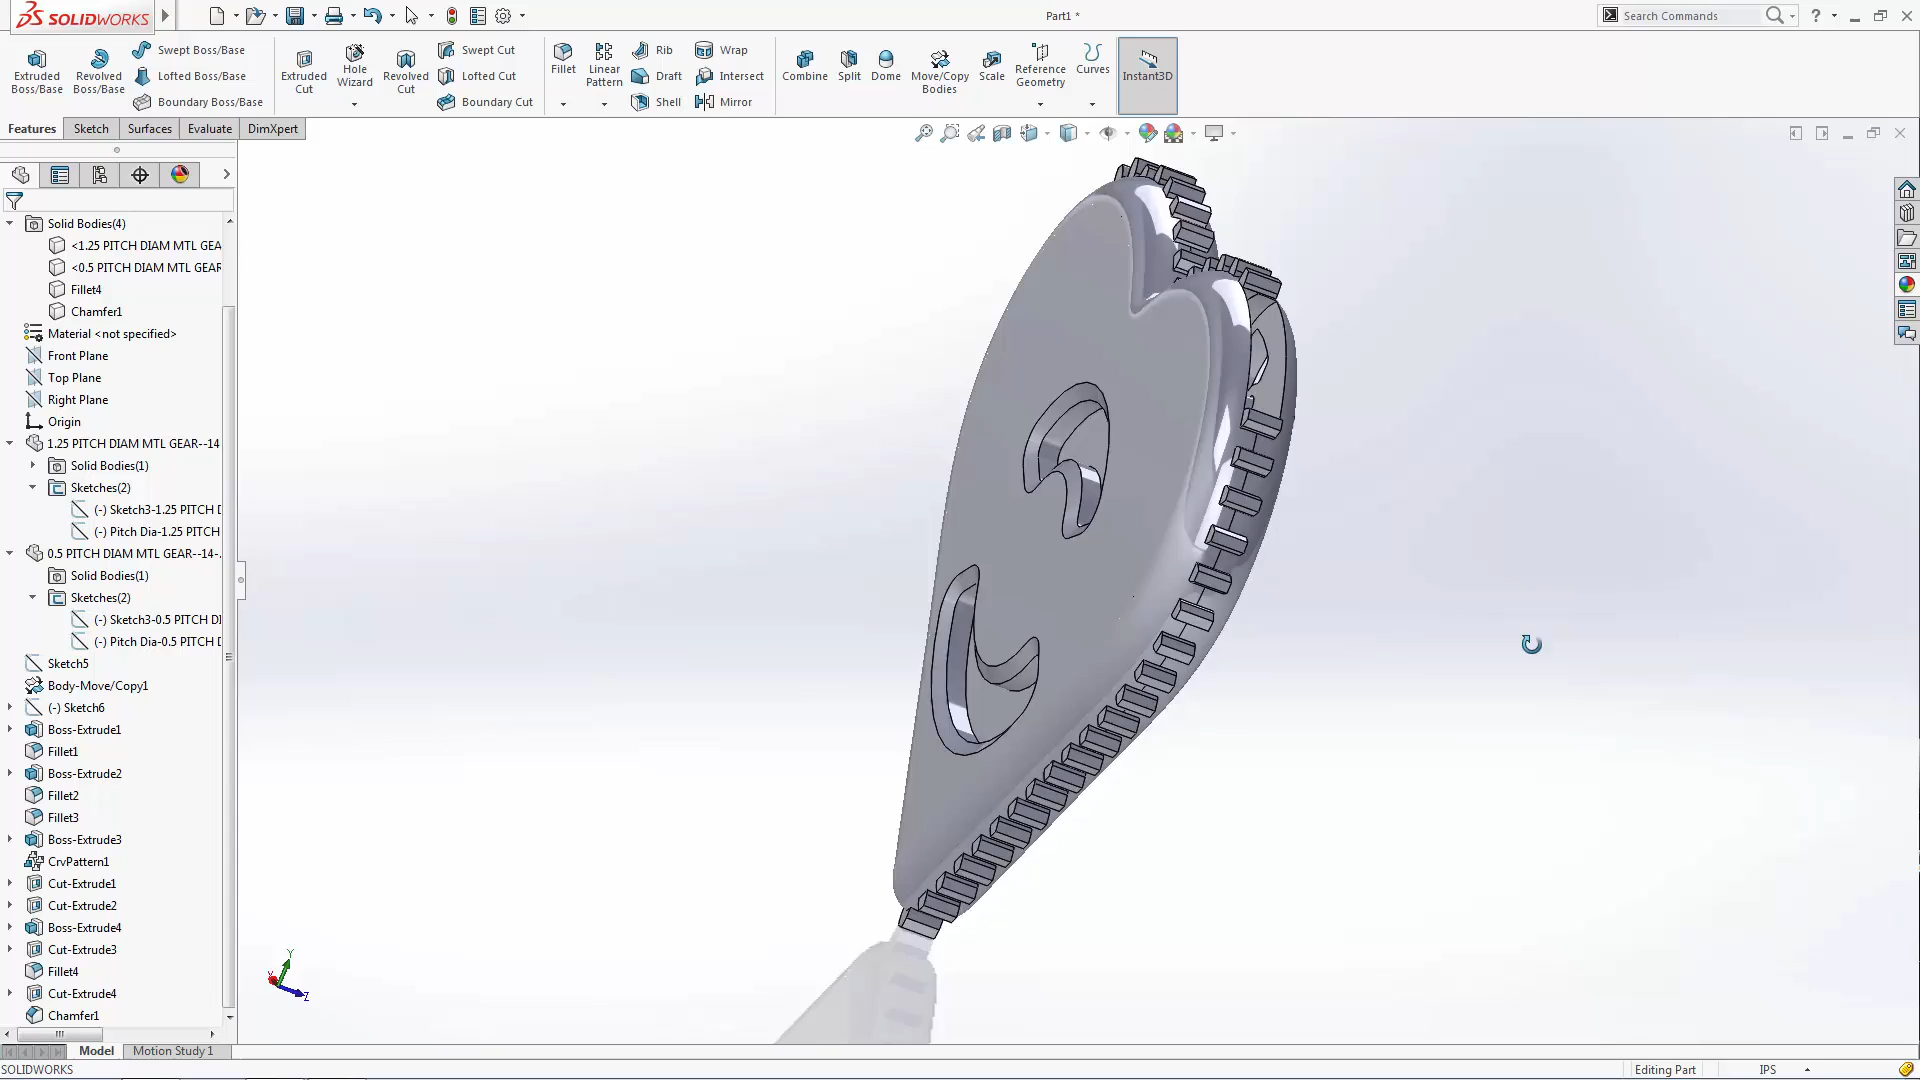 SOLIDWORKS
Part1 *
Search Commands
Extruded Boss/Base
Revolved Boss/Base
Swept Boss/Base
Lofted Boss/Base
Boundary Boss/Base
Extruded Cut
Hole Wizard
Revolved Cut
Swept Cut
Lofted Cut
Boundary Cut
Fillet
Linear Pattern
Rib
Draft
Shell
Wrap
Intersect
Mirror
Combine
Split
Dome
Move/Copy Bodies
Scale
Reference Geometry
Curves
Instant3D
Features
Sketch
Surfaces
Evaluate
DimXpert
Solid Bodies(4)
<1.25 PITCH DIAM MTL GEA
<0.5 PITCH DIAM MTL GEAR
Fillet4
Chamfer1
Material <not specified>
Front Plane
Top Plane
Right Plane
Origin
1.25 PITCH DIAM MTL GEAR--14
Solid Bodies(1)
Sketches(2)
(-) Sketch3-1.25 PITCH D
(-) Pitch Dia-1.25 PITCH
0.5 PITCH DIAM MTL GEAR--14-
Solid Bodies(1)
Sketches(2)
(-) Sketch3-0.5 PITCH DI
(-) Pitch Dia-0.5 PITCH D
Sketch5
Body-Move/Copy1
(-) Sketch6
Boss-Extrude1
Fillet1
Boss-Extrude2
Fillet2
Fillet3
Boss-Extrude3
CrvPattern1
Cut-Extrude1
Cut-Extrude2
Boss-Extrude4
Cut-Extrude3
Fillet4
Cut-Extrude4
Chamfer1
Y
Z
Model
Motion Study 1
SOLIDWORKS
Editing Part
IPS